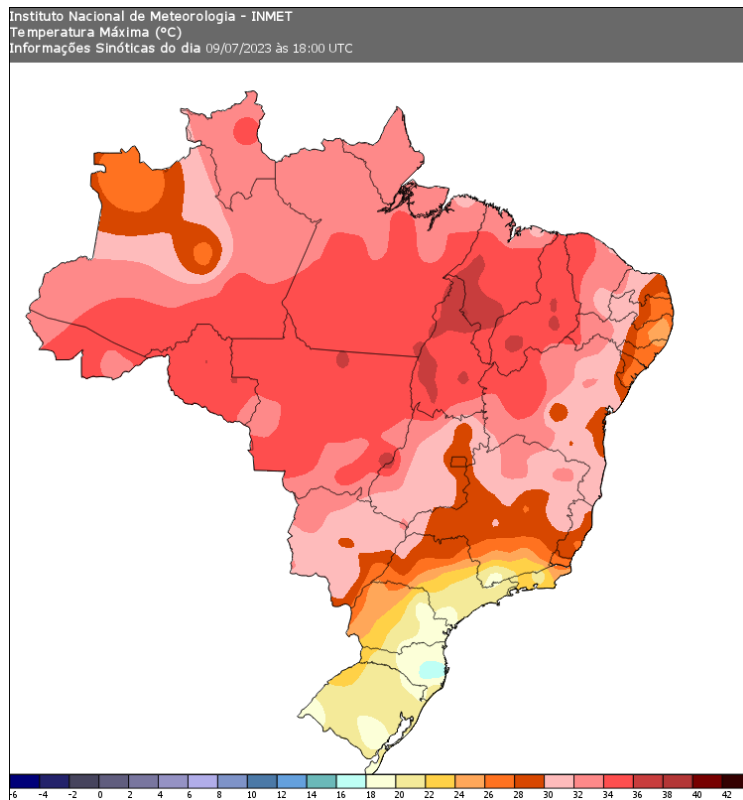 Instituto Nacional de Meteorologia - INMET
Temperatura Máxima (ºC)
Informações Sinóticas do dia 09/07/2023 às 18:00 UTC
-6 -4 -2 0 2 4 6 8 10 12 14 16 18 20 22 24 26 28 30 32 34 36 38 40 42